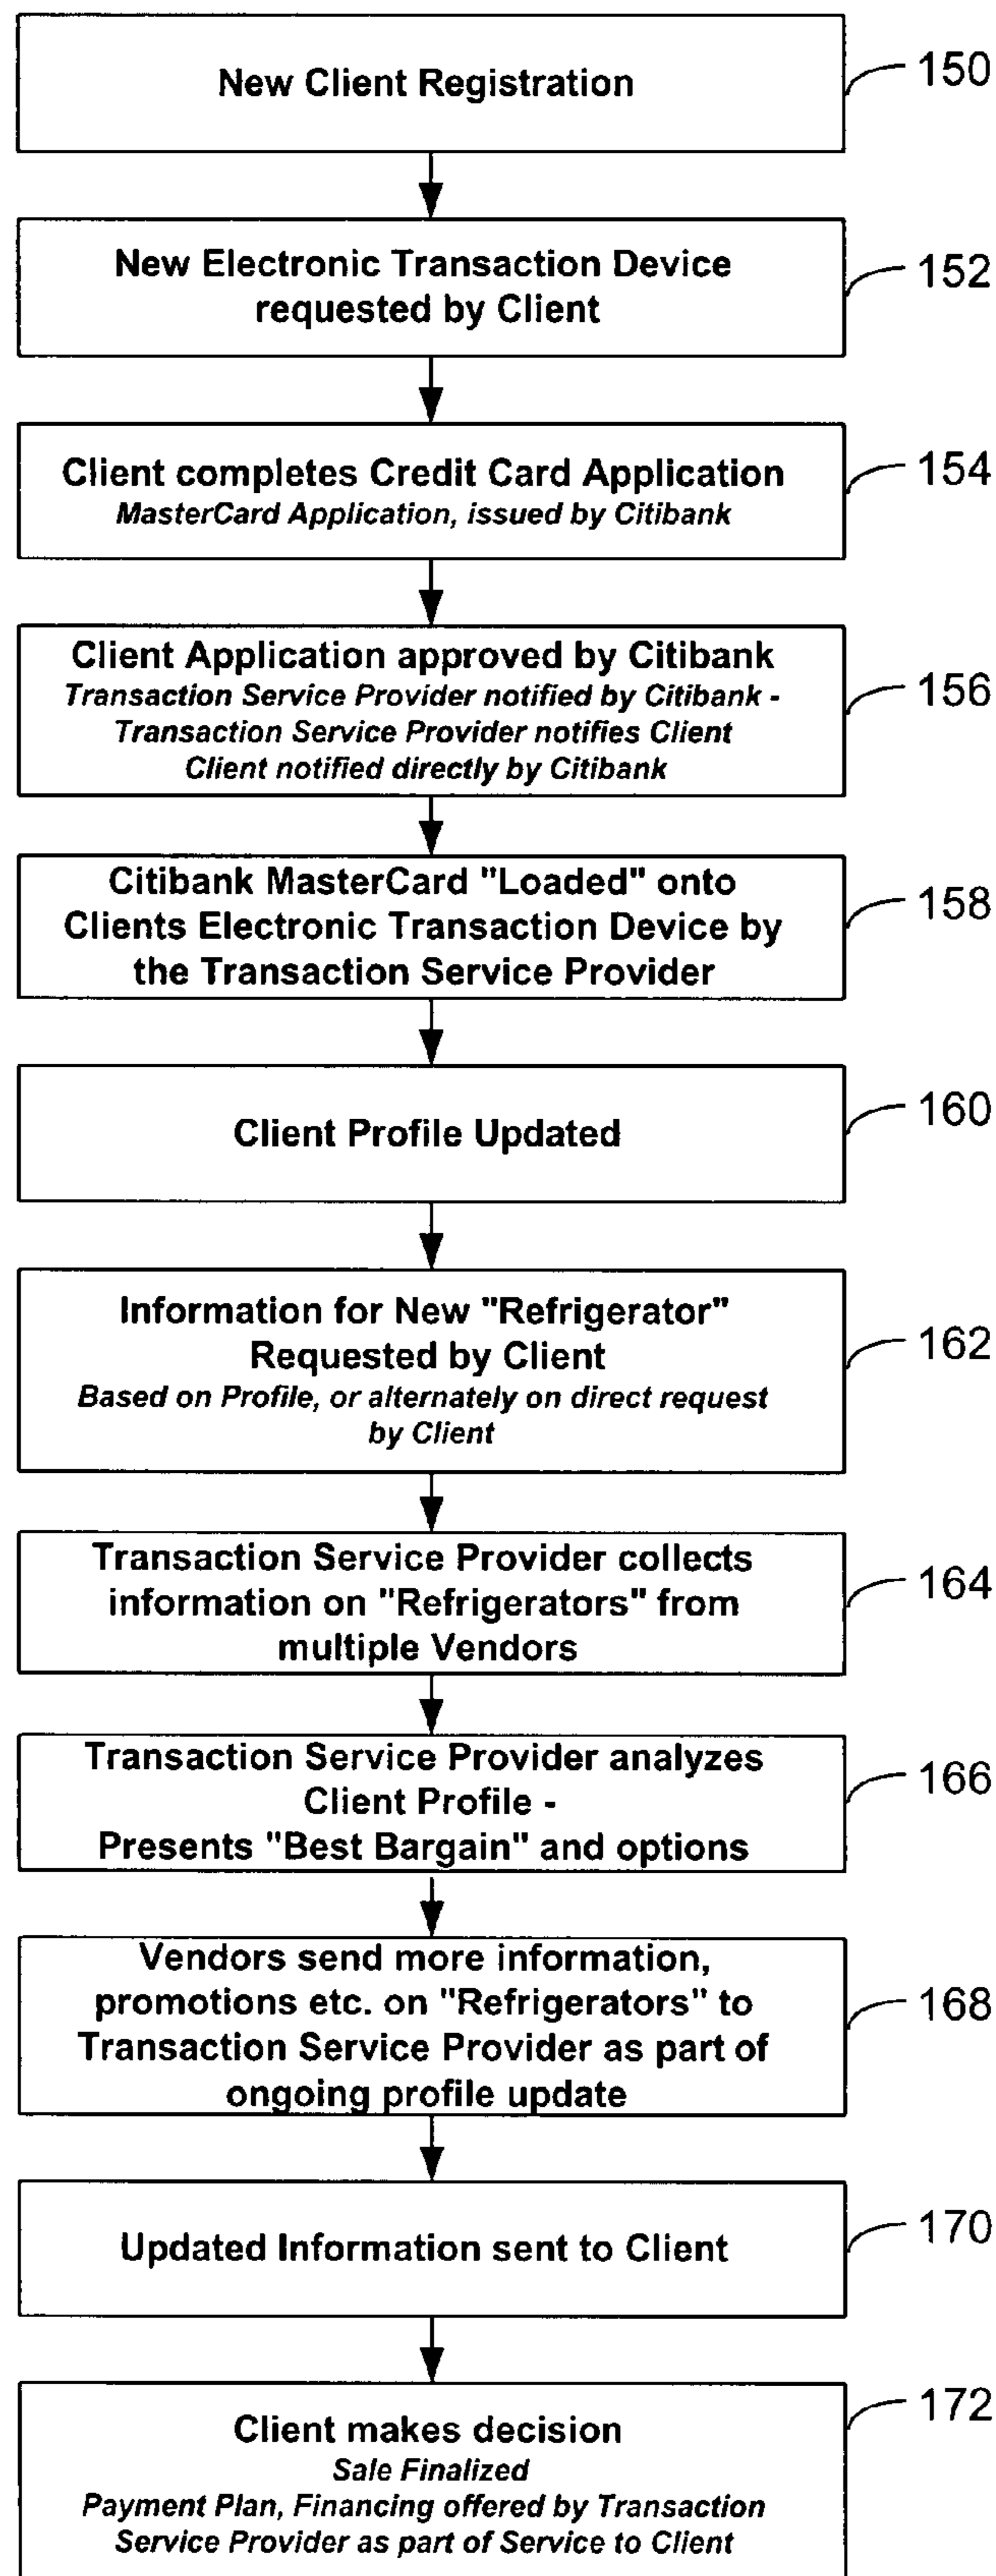 New Client Registration
150
New Electronic Transaction Device
requested by Client
152
Client completes Credit Card Application
MasterCard Application, issued by Citibank
154
Client Application approved by Citibank
Transaction Service Provider notified by Citibank -
Transaction Service Provider notifies Client
Client notified directly by Citibank
156
Citibank MasterCard "Loaded" onto
Clients Electronic Transaction Device by
the Transaction Service Provider
158
Client Profile Updated
160
Information for New "Refrigerator"
Requested by Client
Based on Profile, or alternately on direct request
by Client
162
Transaction Service Provider collects
information on "Refrigerators" from
multiple Vendors
164
Transaction Service Provider analyzes
Client Profile -
Presents "Best Bargain" and options
166
Vendors send more information,
promotions etc. on "Refrigerators" to
Transaction Service Provider as part of
ongoing profile update
168
Updated Information sent to Client
170
Client makes decision
Sale Finalized
Payment Plan, Financing offered by Transaction
Service Provider as part of Service to Client
172